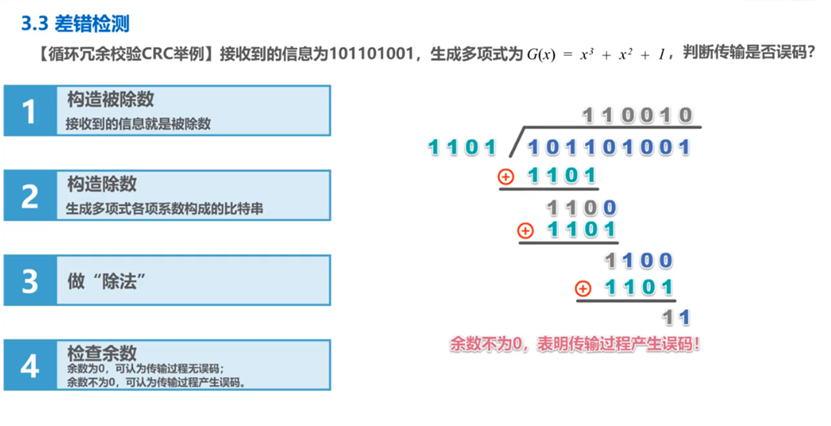 3.3 差错检测
【循环冗余校验CRC举例】接收到的信息为101101001，生成多项式为 G(x) = x³ + x² + 1，判断传输是否误码？
1
构造被除数
接收到的信息就是被除数
2
构造除数
生成多项式各项系数构成的比特串
3
做“除法”
4
检查余数
余数为0，可认为传输过程无误码；
余数不为0，可认为传输过程产生误码。
110010
1101 101101001
⊕ 1101
1100
⊕ 1101
1100
⊕ 1101
11
余数不为0，表明传输过程产生误码！